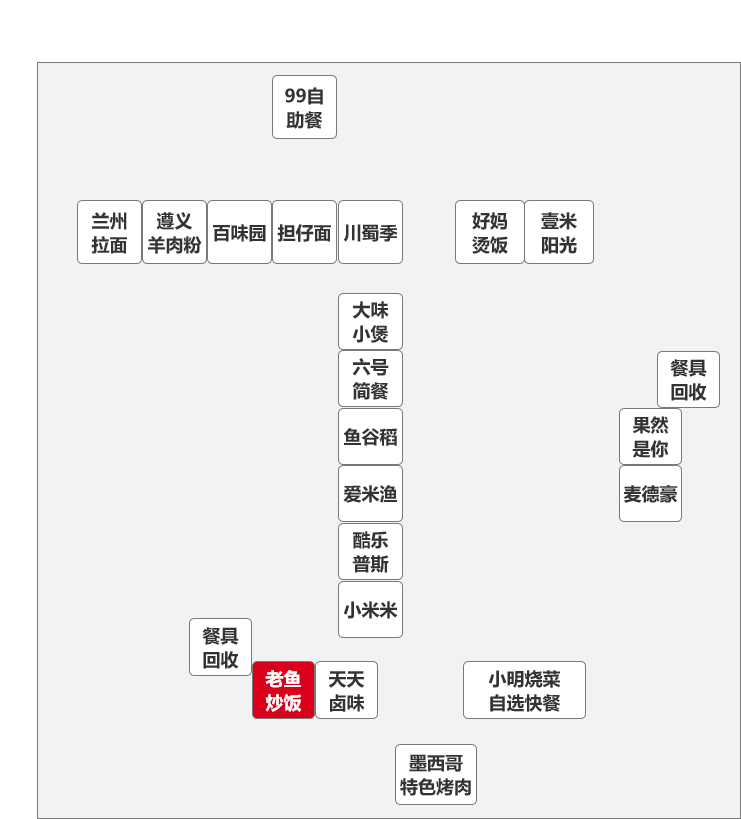 99自
助餐
兰州
拉面
遵义
羊肉粉
百味园
担仔面
川蜀季
好妈
烫饭
壹米
阳光
大味
小煲
六号
简餐
餐具
回收
鱼谷稻
果然
是你
爱米渔
麦德豪
酷乐
普斯
小米米
餐具
回收
老鱼
炒饭
天天
卤味
小明烧菜
自选快餐
墨西哥
特色烤肉